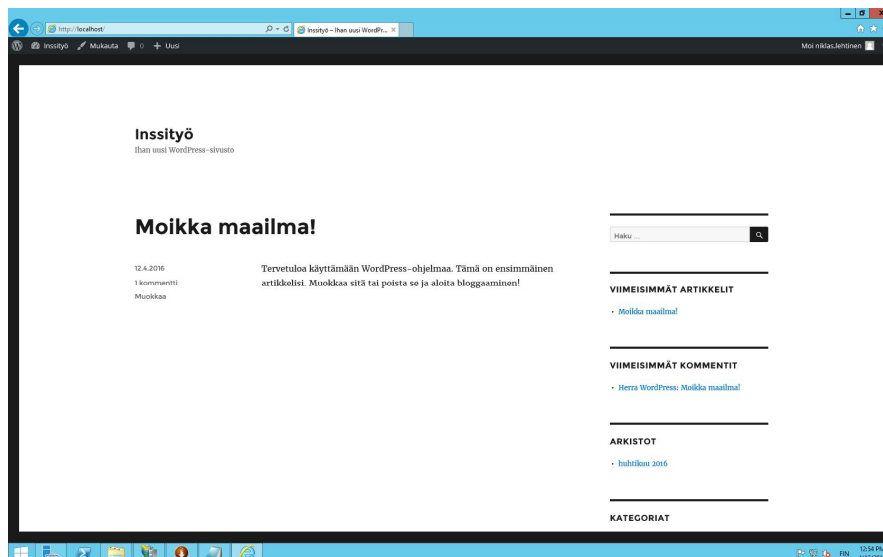 http://localhost/
Inssityö – Ihan uusi WordPr...
Inssityö Mukauta 0 Uusi
Moi niklas.lehtinen
Inssityö
Ihan uusi WordPress-sivusto
Moikka maailma!
12.4.2016
1 kommentti
Muokkaa
Tervetuloa käyttämään WordPress-ohjelmaa. Tämä on ensimmäinen
artikkelisi. Muokkaa sitä tai poista se ja aloita bloggaaminen!
Haku ...
VIIMEISIMMÄT ARTIKKELIT
Moikka maailma!
VIIMEISIMMÄT KOMMENTIT
Herra WordPress: Moikka maailma!
ARKISTOT
huhtikuu 2016
KATEGORIAT
FIN
12:54 PM